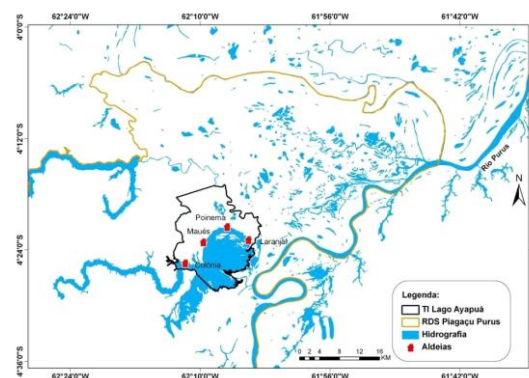 62°24'0"W 62°10'0"W 61°56'0"W 61°42'0"W
4°0'0"S
4°12'0"S
Rio Purus
N
Poinema
Maués
Laranjal
4°24'0"S
Colônia
Legenda:
TI Lago Ayapuá
RDS Piagaçu Purus
Hidrografia
Aldeias
0 2 4 8 12 16
KM
4°36'0"S
62°24'0"W 62°10'0"W 61°56'0"W 61°42'0"W